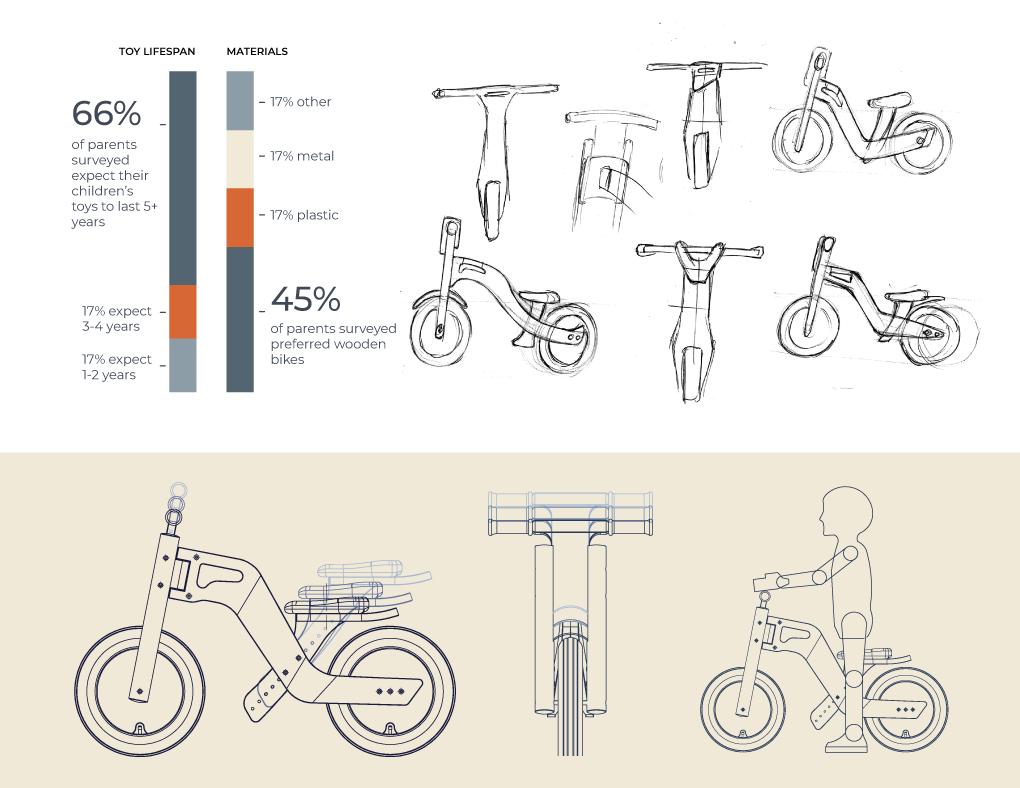 TOY LIFESPAN
66%
of parents
surveyed
expect their
children's
toys to last 5+
years
17% expect
3-4 years
17% expect
1-2 years
MATERIALS
17% other
17% metal
17% plastic
45%
of parents surveyed
preferred wooden
bikes